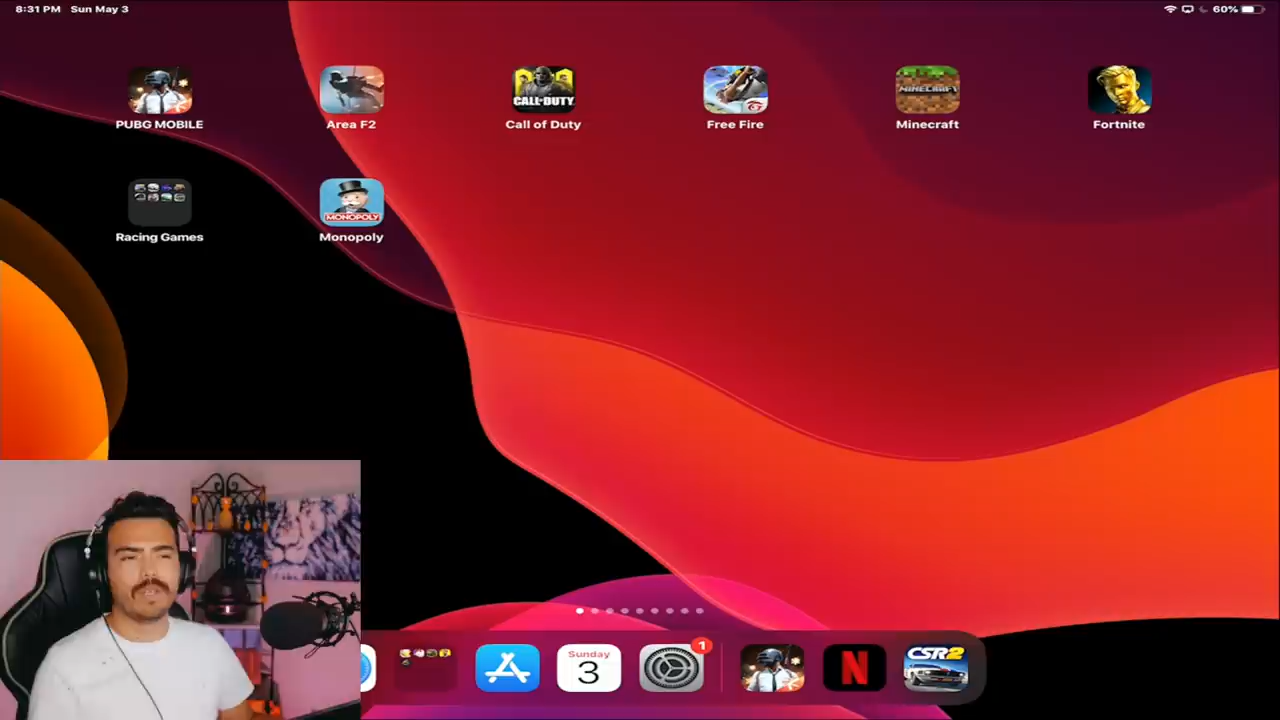 8:31 PM Sun May 3
60%
CALL·DUTY
MINECRAFT
PUBG MOBILE
Area F2
Call of Duty
Free Fire
Minecraft
Fortnite
MONOPOLY
Racing Games
Monopoly
Sunday
3
1
N
CSR2